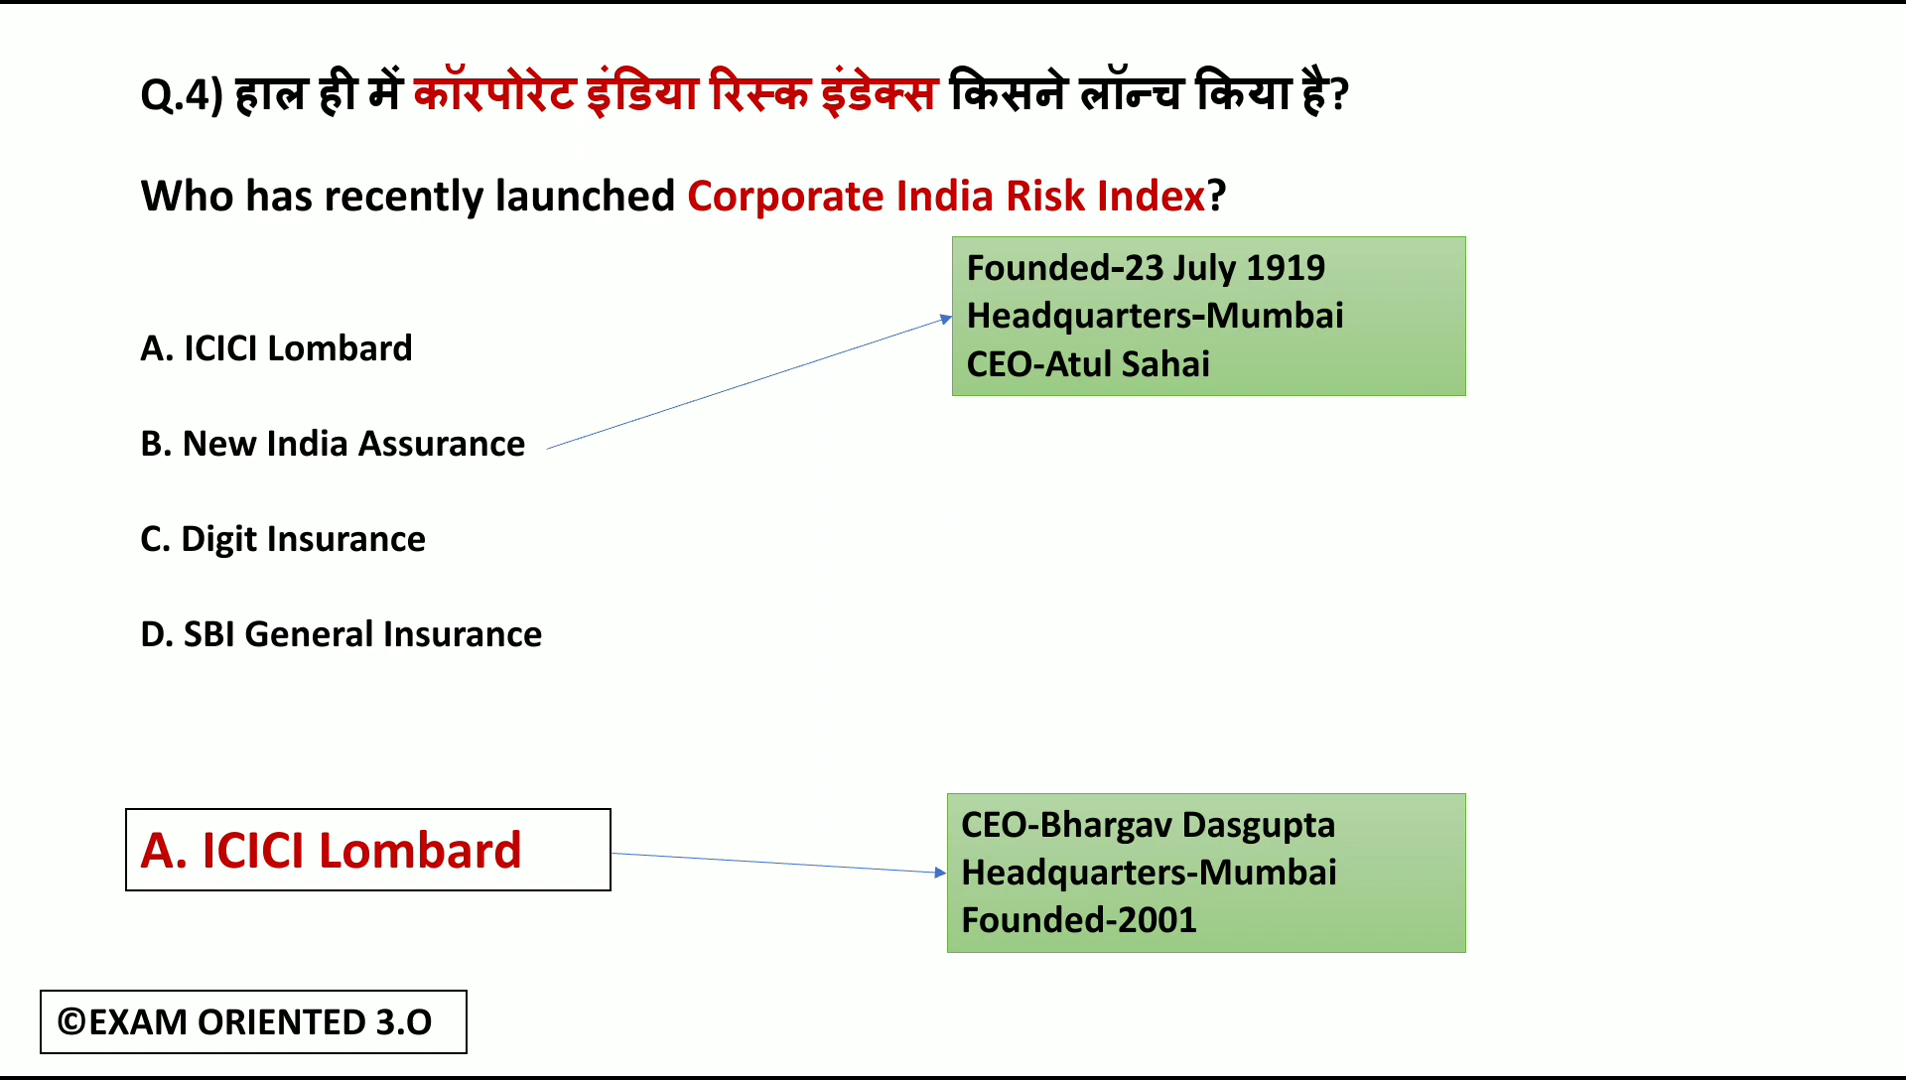 Q.4) हाल ही में कॉरपोरेट इंडिया रिस्क इंडेक्स किसने लॉन्च किया है?
Who has recently launched Corporate India Risk Index?
Founded-23 July 1919
Headquarters-Mumbai
CEO-Atul Sahai
A. ICICI Lombard
B. New India Assurance
C. Digit Insurance
D. SBI General Insurance
A. ICICI Lombard
CEO-Bhargav Dasgupta
Headquarters-Mumbai
Founded-2001
©EXAM ORIENTED 3.O